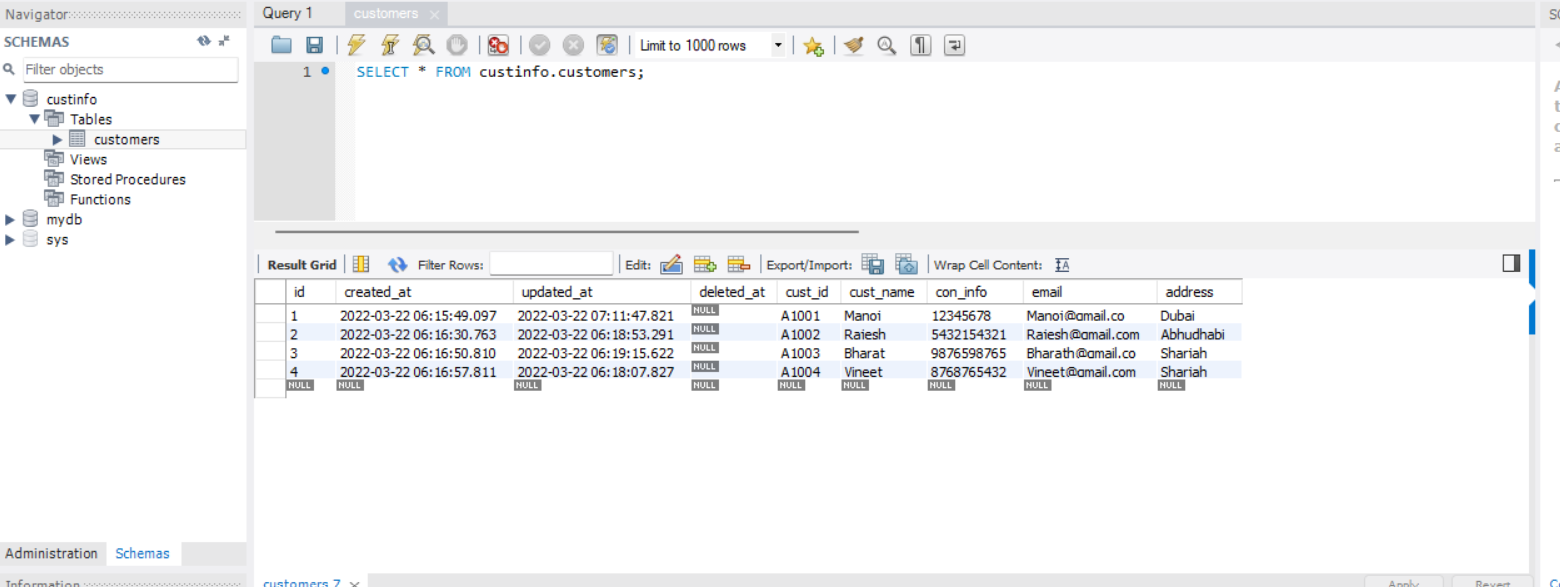 Navigator
SCHEMAS
Filter objects
custinfo
Tables
customers
Views
Stored Procedures
Functions
mydb
sys
Administration Schemas
Information
Query 1 customers
Limit to 1000 rows
1 SELECT * FROM custinfo.customers;
Result Grid Filter Rows: Edit: Export/Import: Wrap Cell Content: IA
id created_at updated_at deleted_at cust_id cust_name con_info email address
1 2022-03-22 06:15:49.097 2022-03-22 07:11:47.821 NULL A1001 Manoj 12345678 Manoj@gmail.co Dubai
2 2022-03-22 06:16:30.763 2022-03-22 06:18:53.291 NULL A1002 Rajesh 5432154321 Rajesh@gmail.com Abhudhabi
3 2022-03-22 06:16:50.810 2022-03-22 06:19:15.622 NULL A1003 Bharat 9876598765 Bharath@gmail.co Sharjah
4 2022-03-22 06:16:57.811 2022-03-22 06:18:07.827 NULL A1004 Vineet 8768765432 Vineet@gmail.com Sharjah
NULL NULL NULL NULL NULL NULL NULL NULL NULL
customers 7 Apply Revert